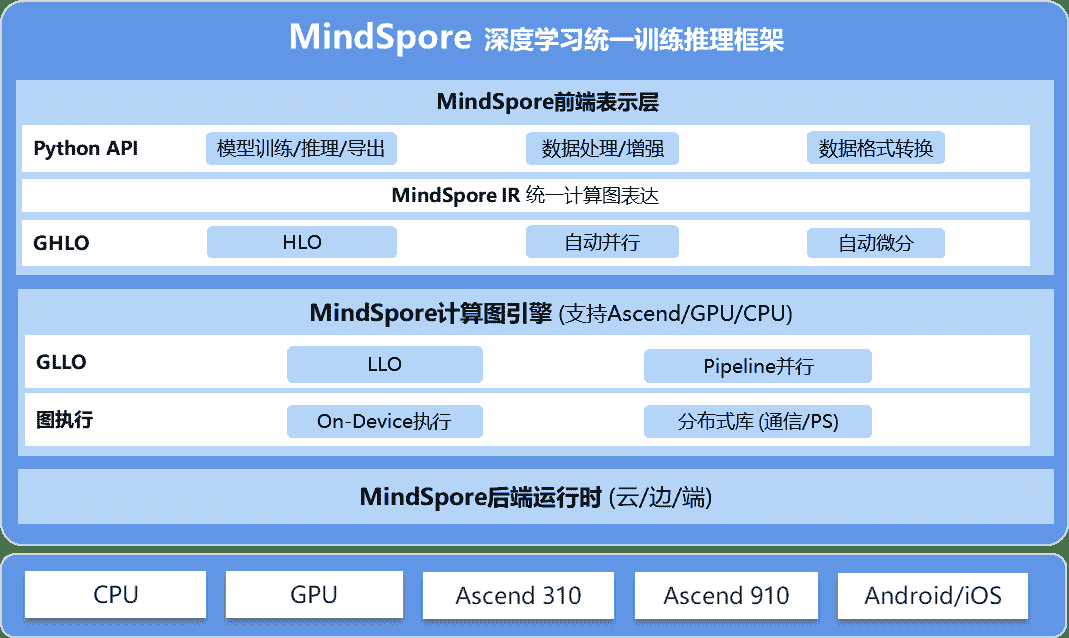 MindSpore 深度学习统一训练推理框架
MindSpore前端表示层
Python API 模型训练/推理/导出 数据处理/增强 数据格式转换
MindSpore IR 统一计算图表达
GHLO HLO 自动并行 自动微分
MindSpore计算图引擎 (支持Ascend/GPU/CPU)
GLLO LLO Pipeline并行
图执行 On-Device执行 分布式库 (通信/PS)
MindSpore后端运行时 (云/边/端)
CPU GPU Ascend 310 Ascend 910 Android/iOS